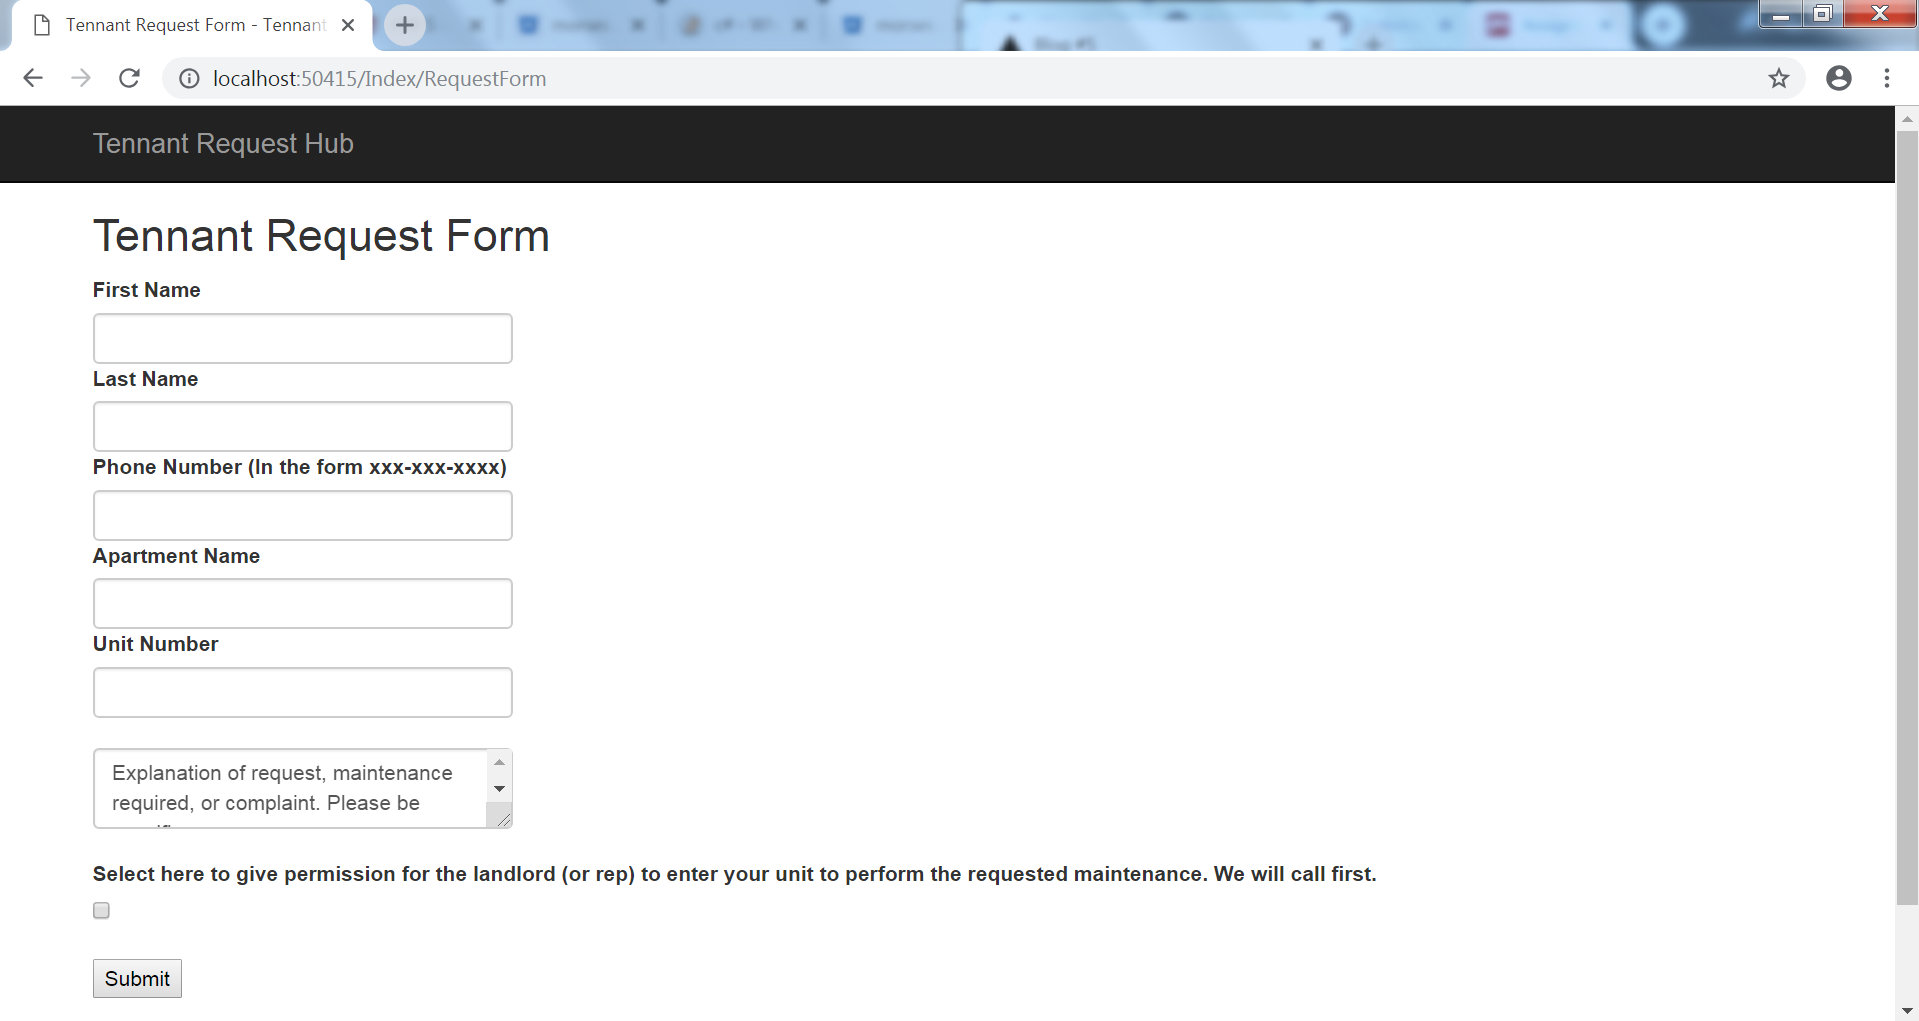 Tennant Request Form - Tennant
localhost:50415/Index/RequestForm
Tennant Request Hub
Tennant Request Form
First Name
Last Name
Phone Number (In the form xxx-xxx-xxxx)
Apartment Name
Unit Number
Explanation of request, maintenance
required, or complaint. Please be
Select here to give permission for the landlord (or rep) to enter your unit to perform the requested maintenance. We will call first.
Submit